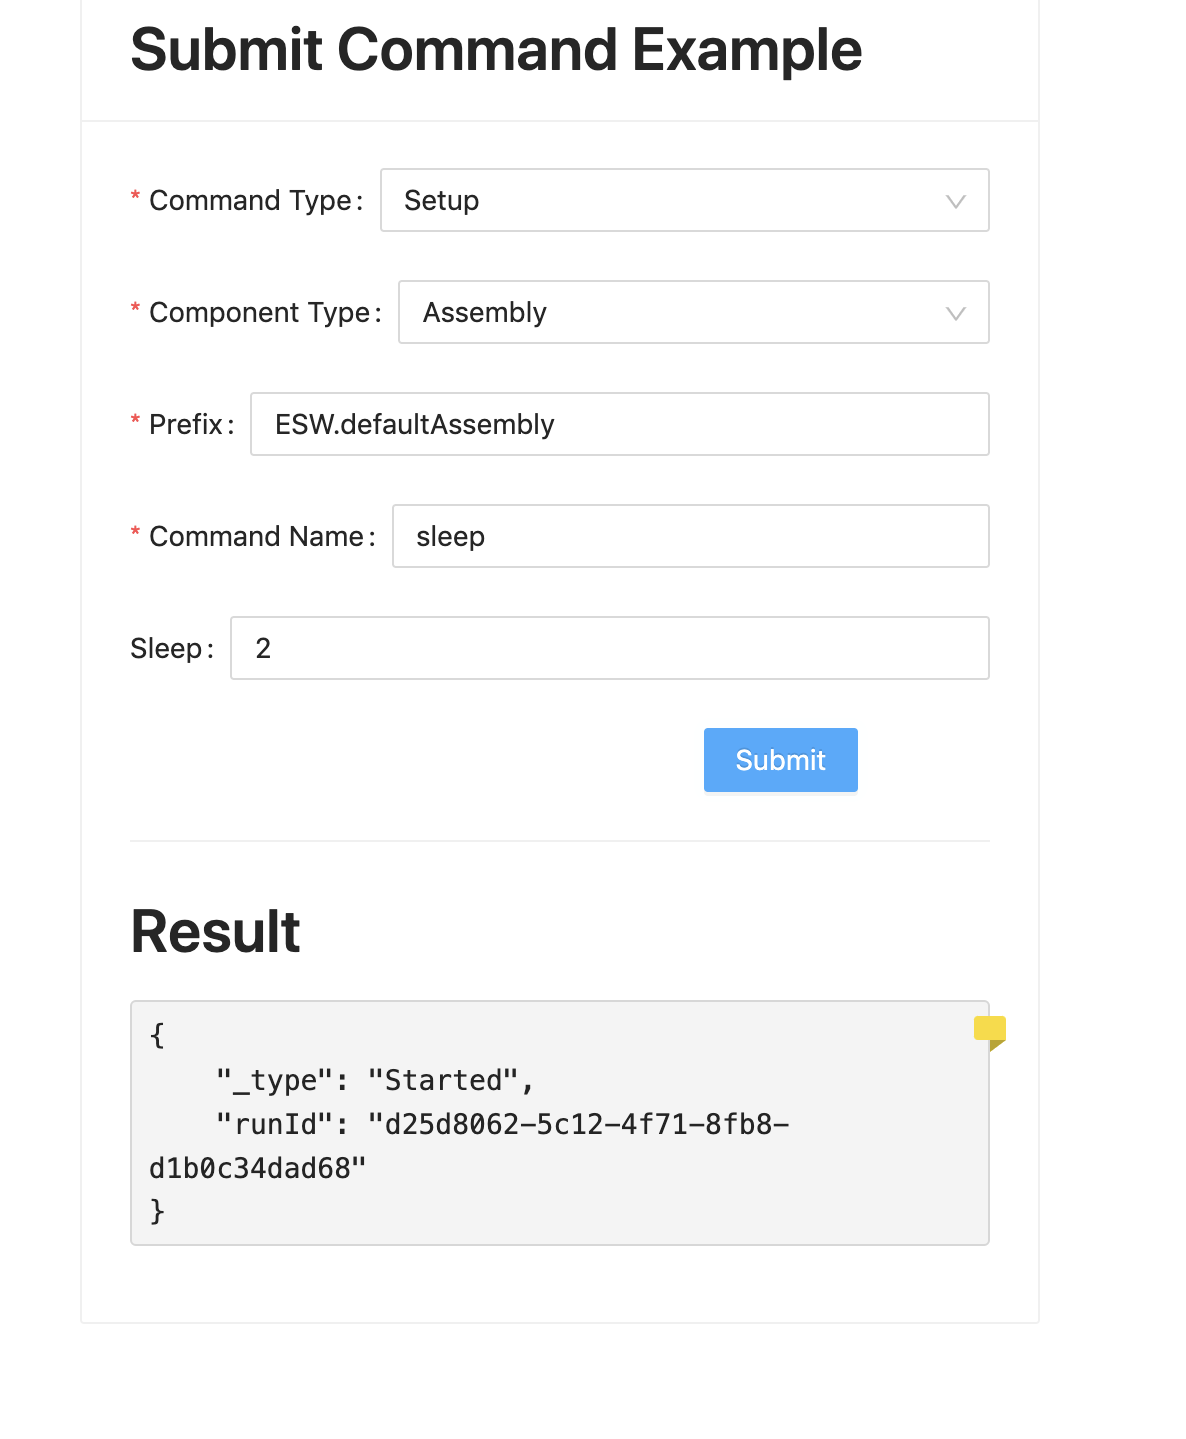 Submit Command Example
* Command Type: Setup
* Component Type: Assembly
* Prefix: ESW.defaultAssembly
* Command Name: sleep
Sleep: 2
Submit
Result
{
    "_type": "Started",
    "runId": "d25d8062-5c12-4f71-8fb8-
d1b0c34dad68"
}